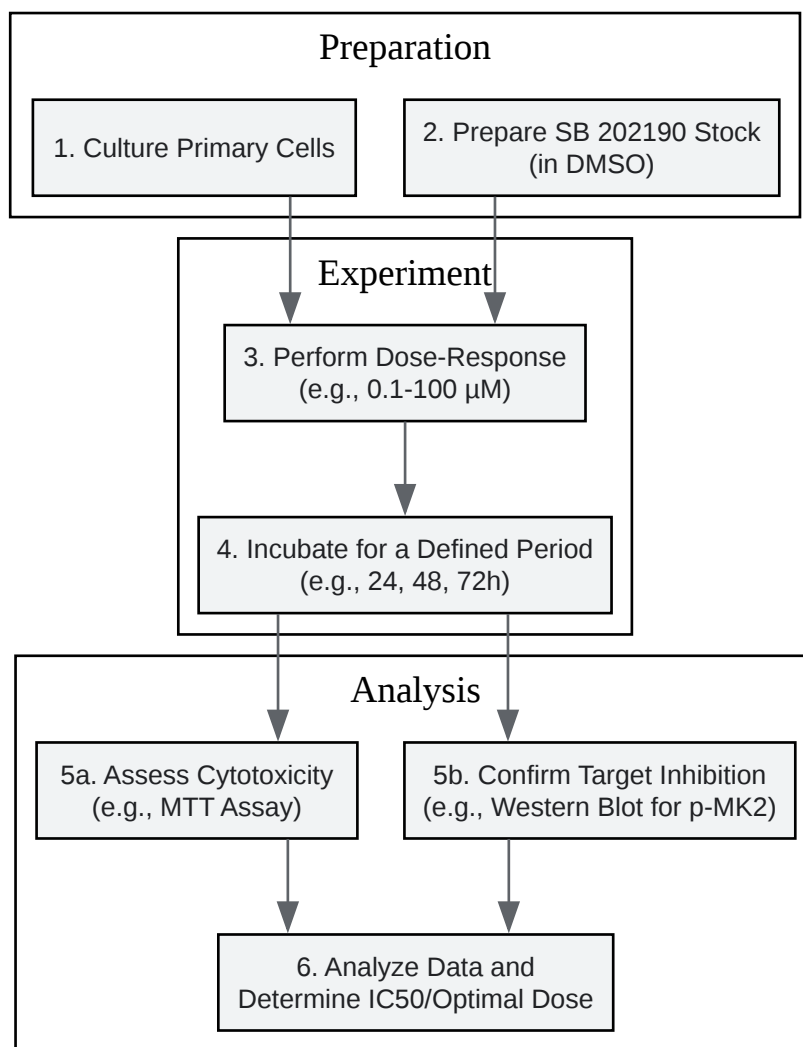 Preparation
1. Culture Primary Cells
2. Prepare SB 202190 Stock
(in DMSO)
Experiment
3. Perform Dose-Response
(e.g., 0.1-100 µM)
4. Incubate for a Defined Period
(e.g., 24, 48, 72h)
Analysis
5a. Assess Cytotoxicity
(e.g., MTT Assay)
5b. Confirm Target Inhibition
(e.g., Western Blot for p-MK2)
6. Analyze Data and
Determine IC50/Optimal Dose